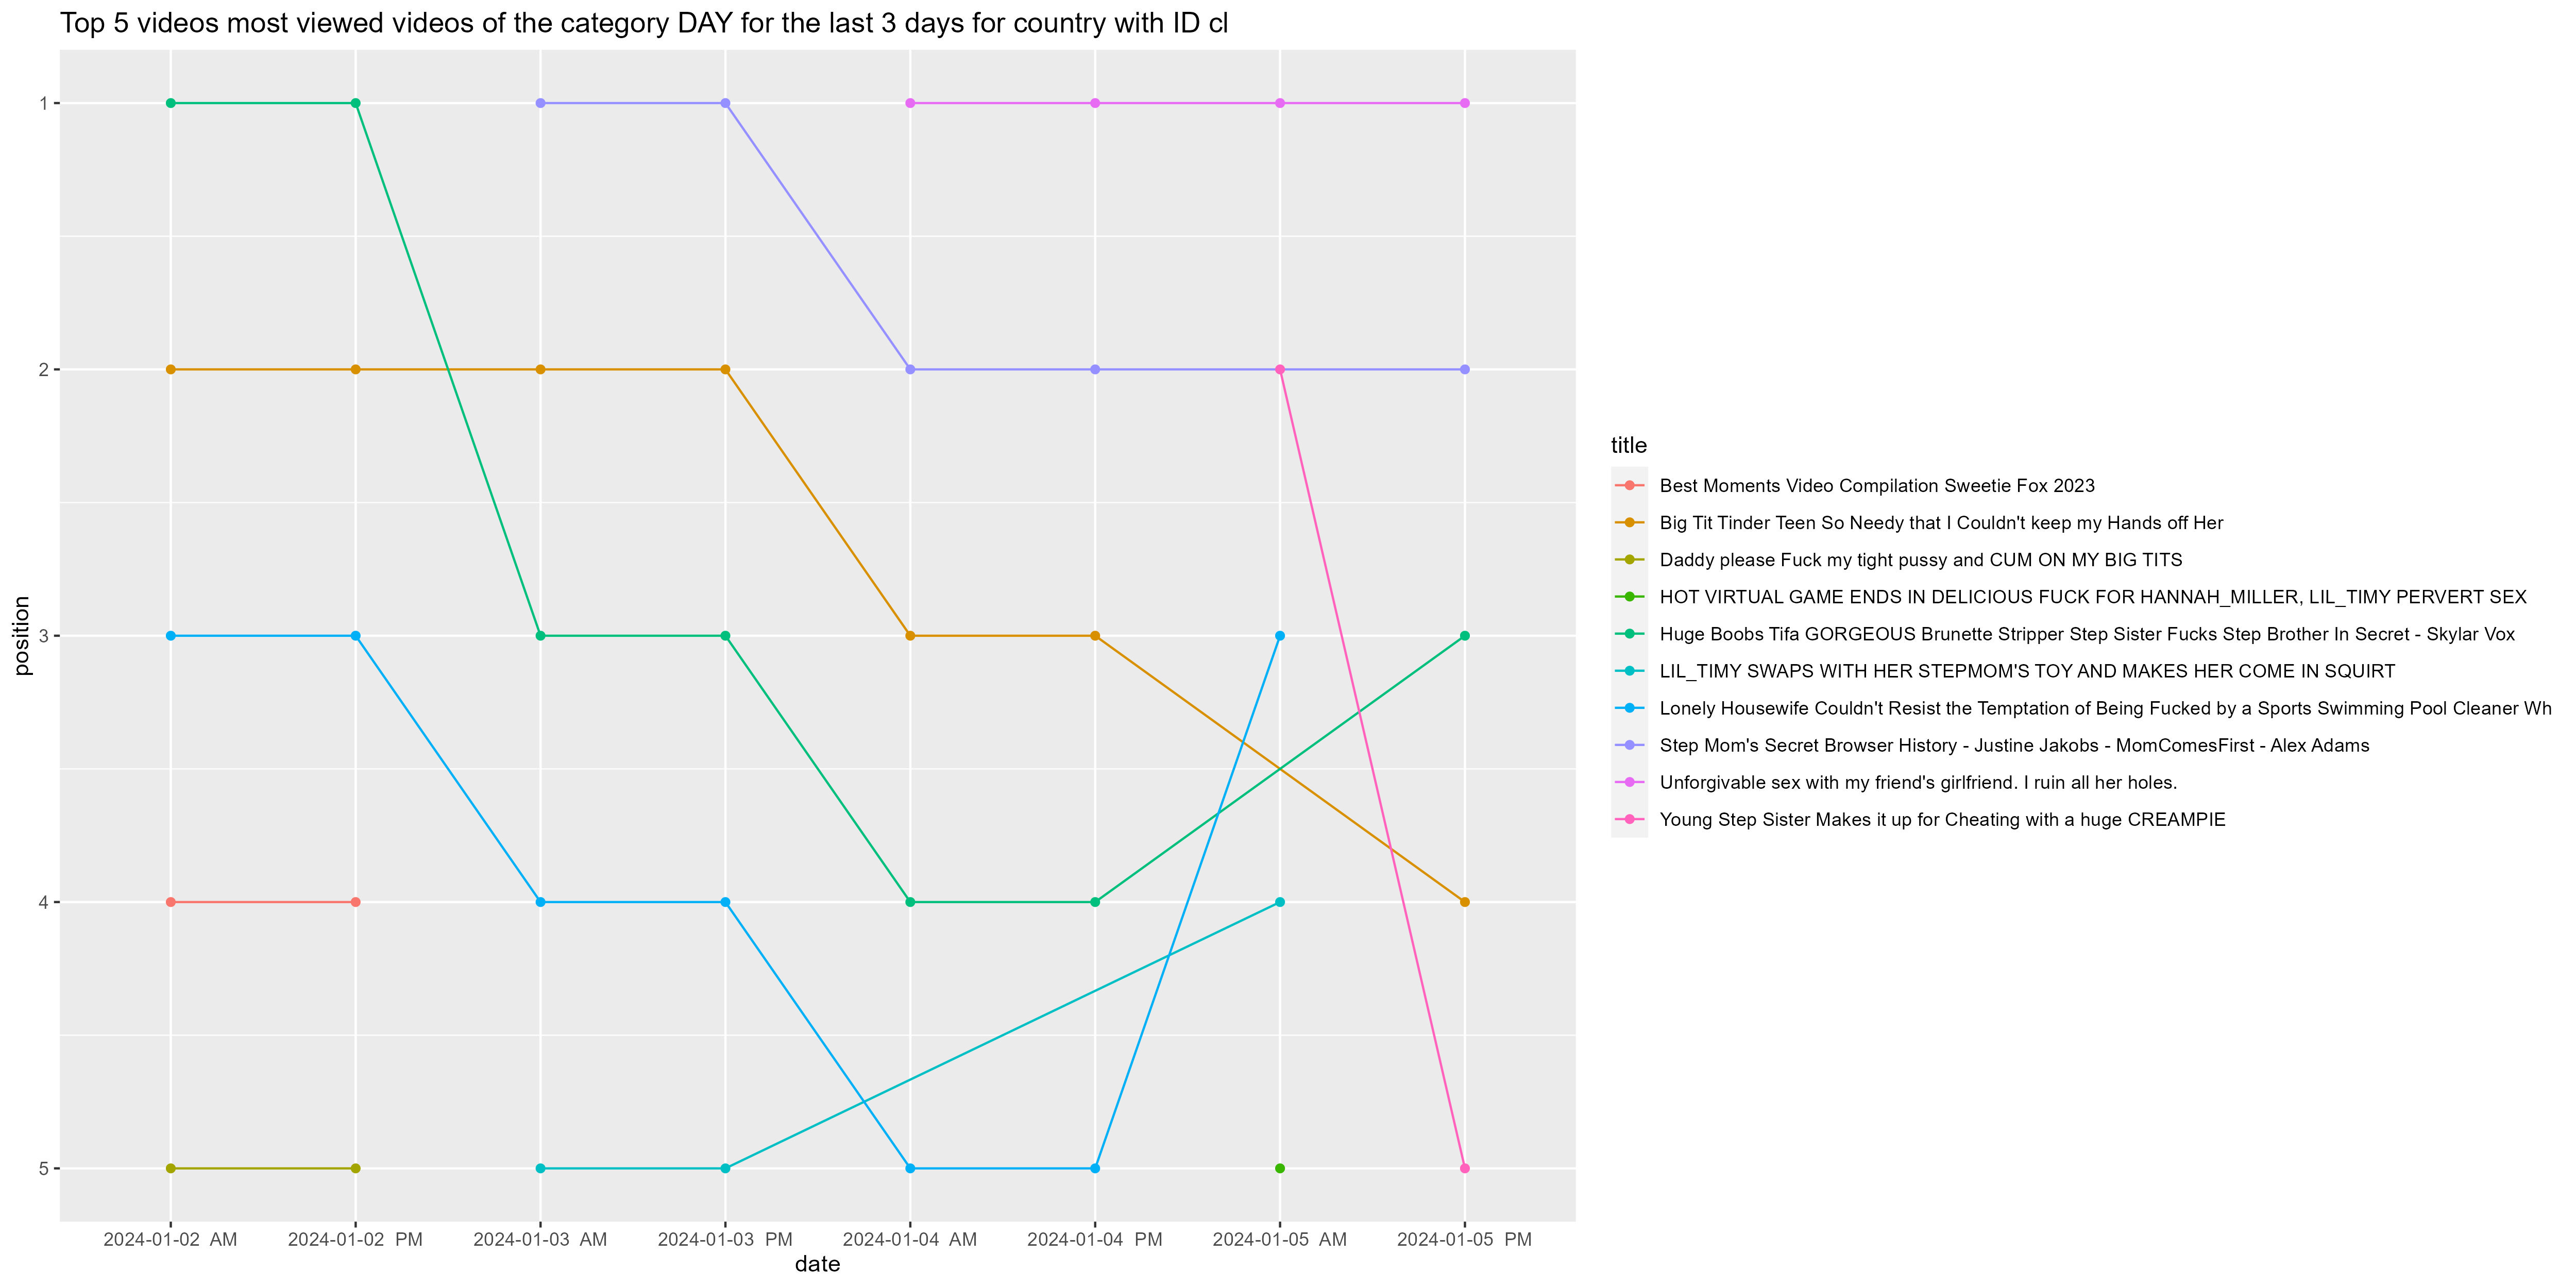 Top 5 videos most viewed videos of the category DAY for the last 3 days for country with ID cl
position
1
2
3
4
5
2024-01-02 AM
2024-01-02 PM
2024-01-03 AM
2024-01-03 PM
2024-01-04 AM
2024-01-04 PM
2024-01-05 AM
2024-01-05 PM
date
title
Best Moments Video Compilation Sweetie Fox 2023
Big Tit Tinder Teen So Needy that I Couldn't keep my Hands off Her
Daddy please Fuck my tight pussy and CUM ON MY BIG TITS
HOT VIRTUAL GAME ENDS IN DELICIOUS FUCK FOR HANNAH_MILLER, LIL_TIMY PERVERT SEX
Huge Boobs Tifa GORGEOUS Brunette Stripper Step Sister Fucks Step Brother In Secret - Skylar Vox
LIL_TIMY SWAPS WITH HER STEPMOM'S TOY AND MAKES HER COME IN SQUIRT
Lonely Housewife Couldn't Resist the Temptation of Being Fucked by a Sports Swimming Pool Cleaner Wh
Step Mom's Secret Browser History - Justine Jakobs - MomComesFirst - Alex Adams
Unforgivable sex with my friend's girlfriend. I ruin all her holes.
Young Step Sister Makes it up for Cheating with a huge CREAMPIE